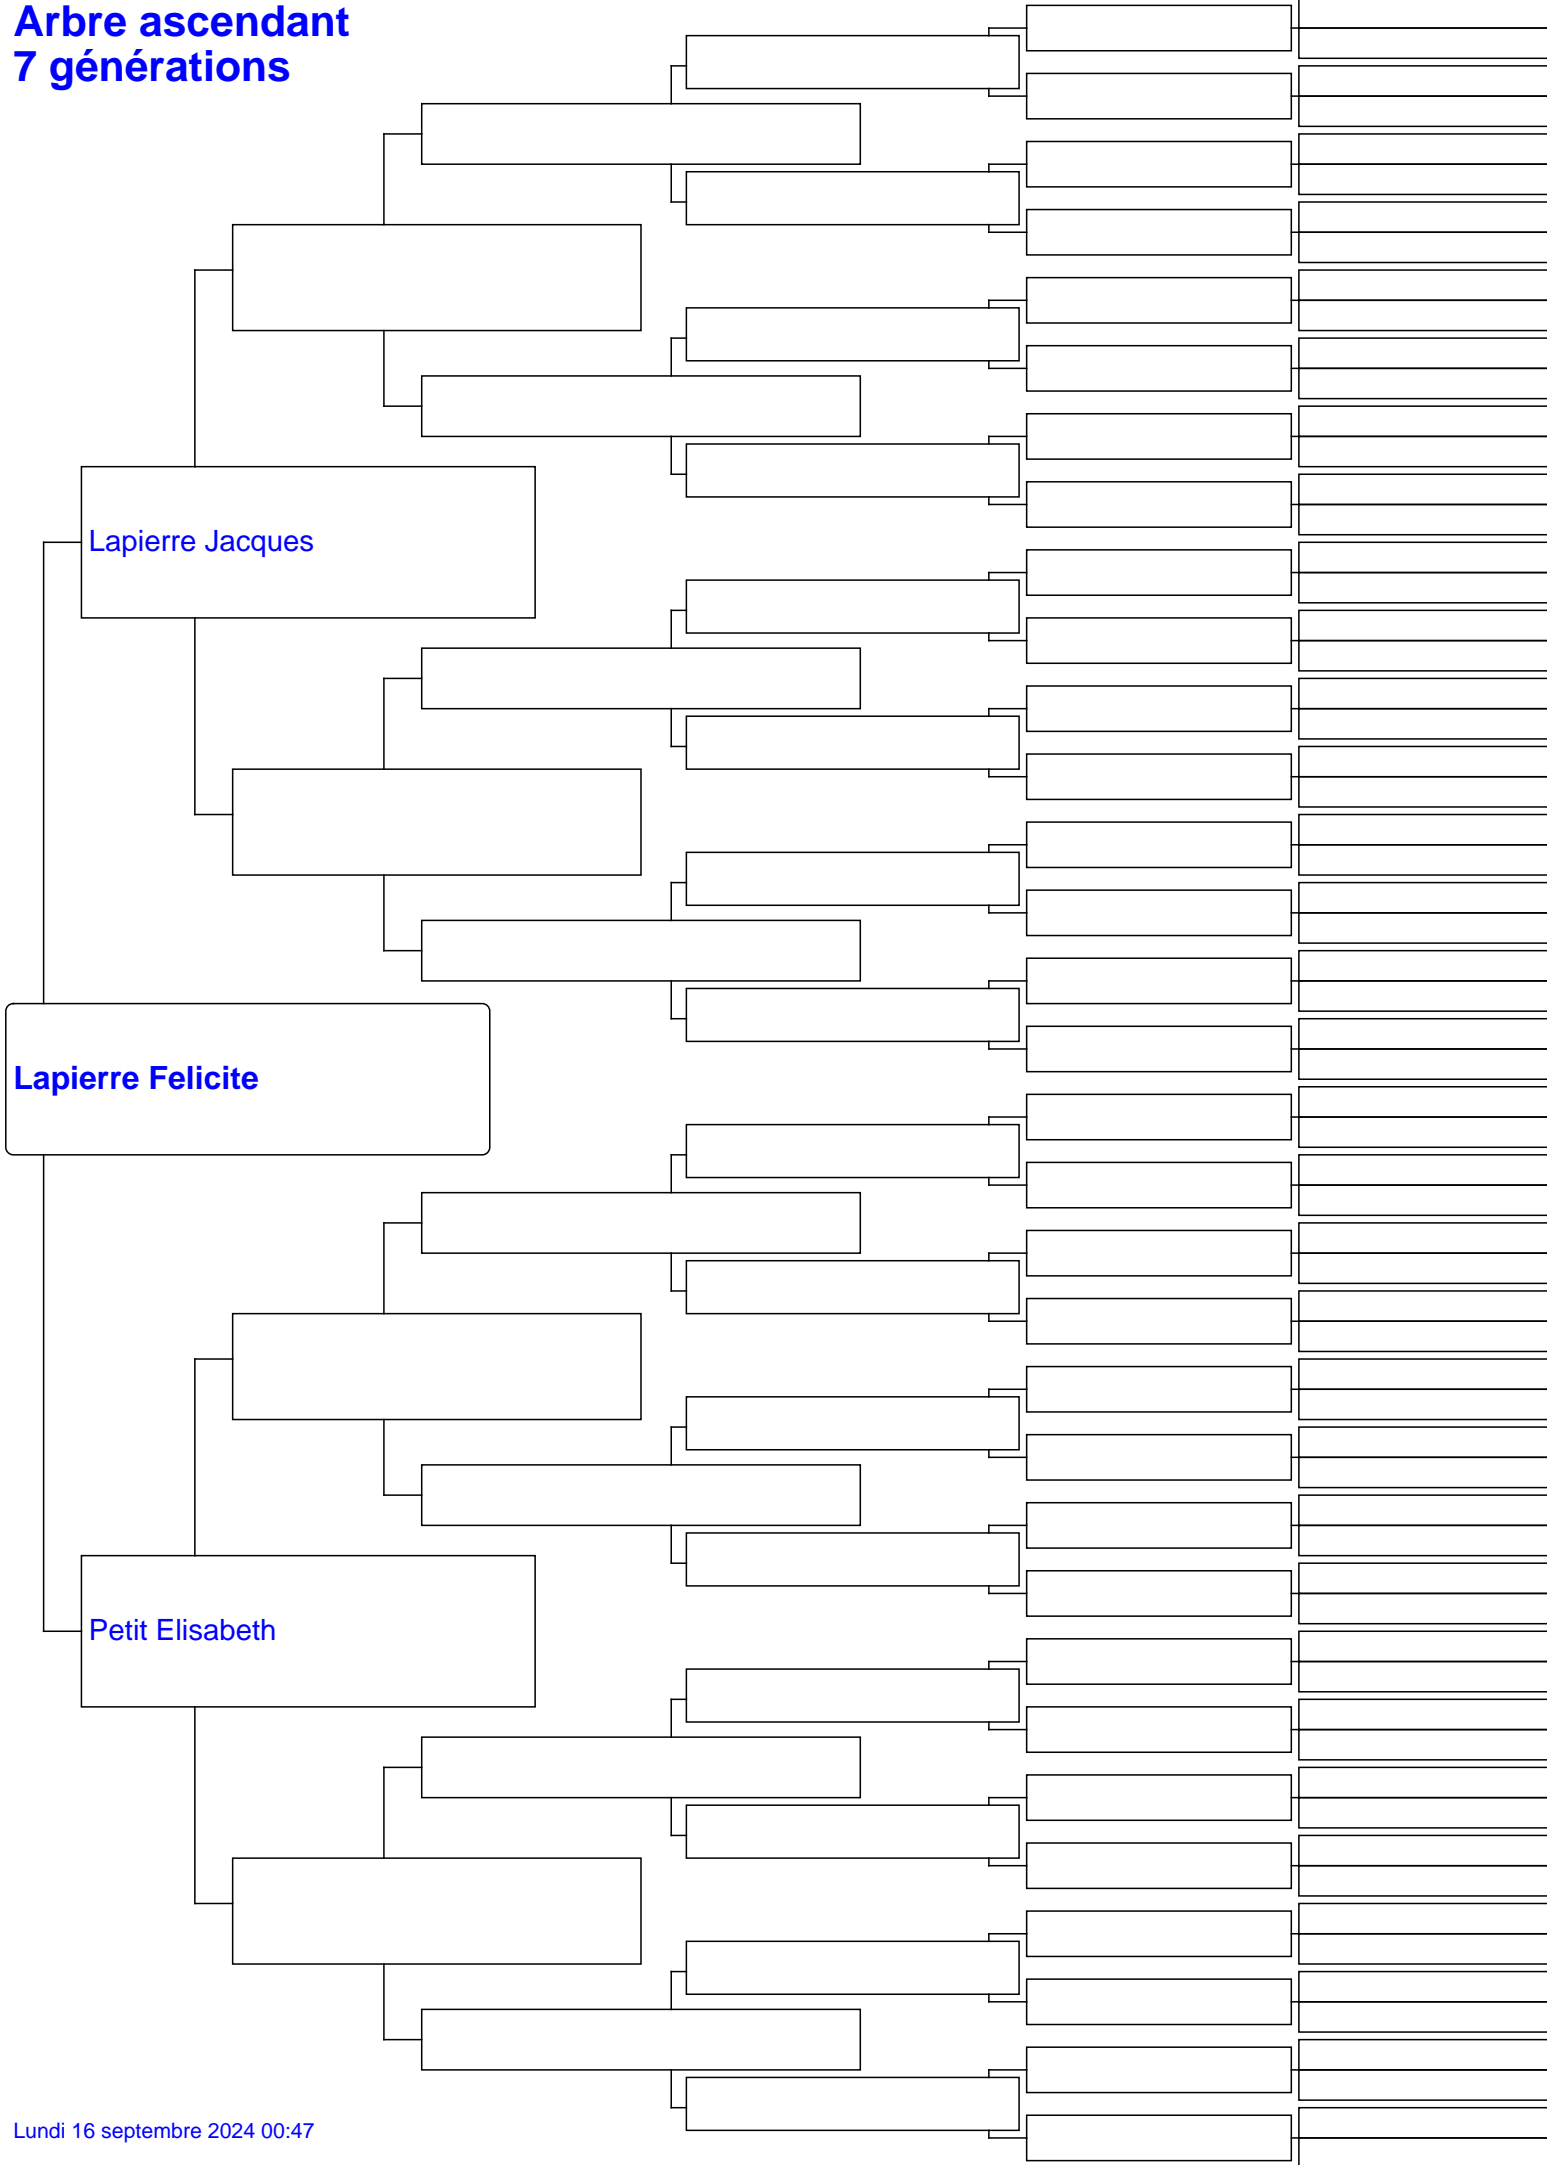 Arbre ascendant
7 générations
Lapierre Jacques
Lapierre Felicite
Petit Elisabeth
Lundi 16 septembre 2024 00:47